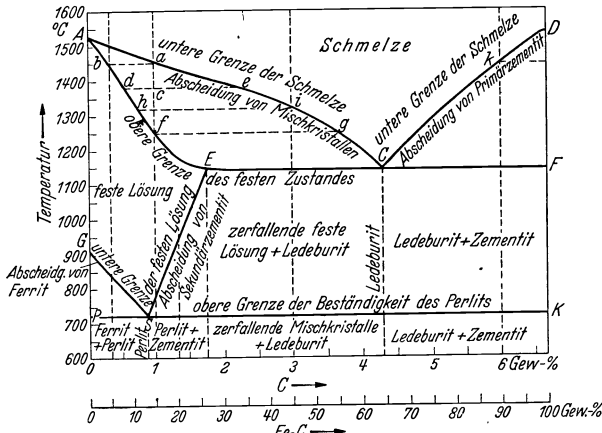 A
°C
1600
1500
1400
1300
1200
1100
1000
900
800
700
600
Temperatur
D
Schmelze
untere Grenze der Schmelze
Abscheidung von Mischkristallen
untere Grenze der Schmelze
Abscheidung von Primärzementit
a
b
c
d
e
f
g
h
i
k
C
E
F
obere Grenze
des festen Zustandes
feste Lösung
G
untere Grenze
der festen Lösung
Abscheidung von
Sekundärzementit
zerfallende feste
Lösung + Ledeburit
Ledeburit
Ledeburit + Zementit
Abscheidg. von
Ferrit
P
obere Grenze der Beständigkeit des Perlits
K
Ferrit
+ Perlit
Perlit
Perlit +
Zementit
zerfallende Mischkristalle
+ Ledeburit
Ledeburit + Zementit
0 1 2 3 4 5 6 Gew.-%
C
0 10 20 30 40 50 60 70 80 90 100 Gew.-%
Fe₃C